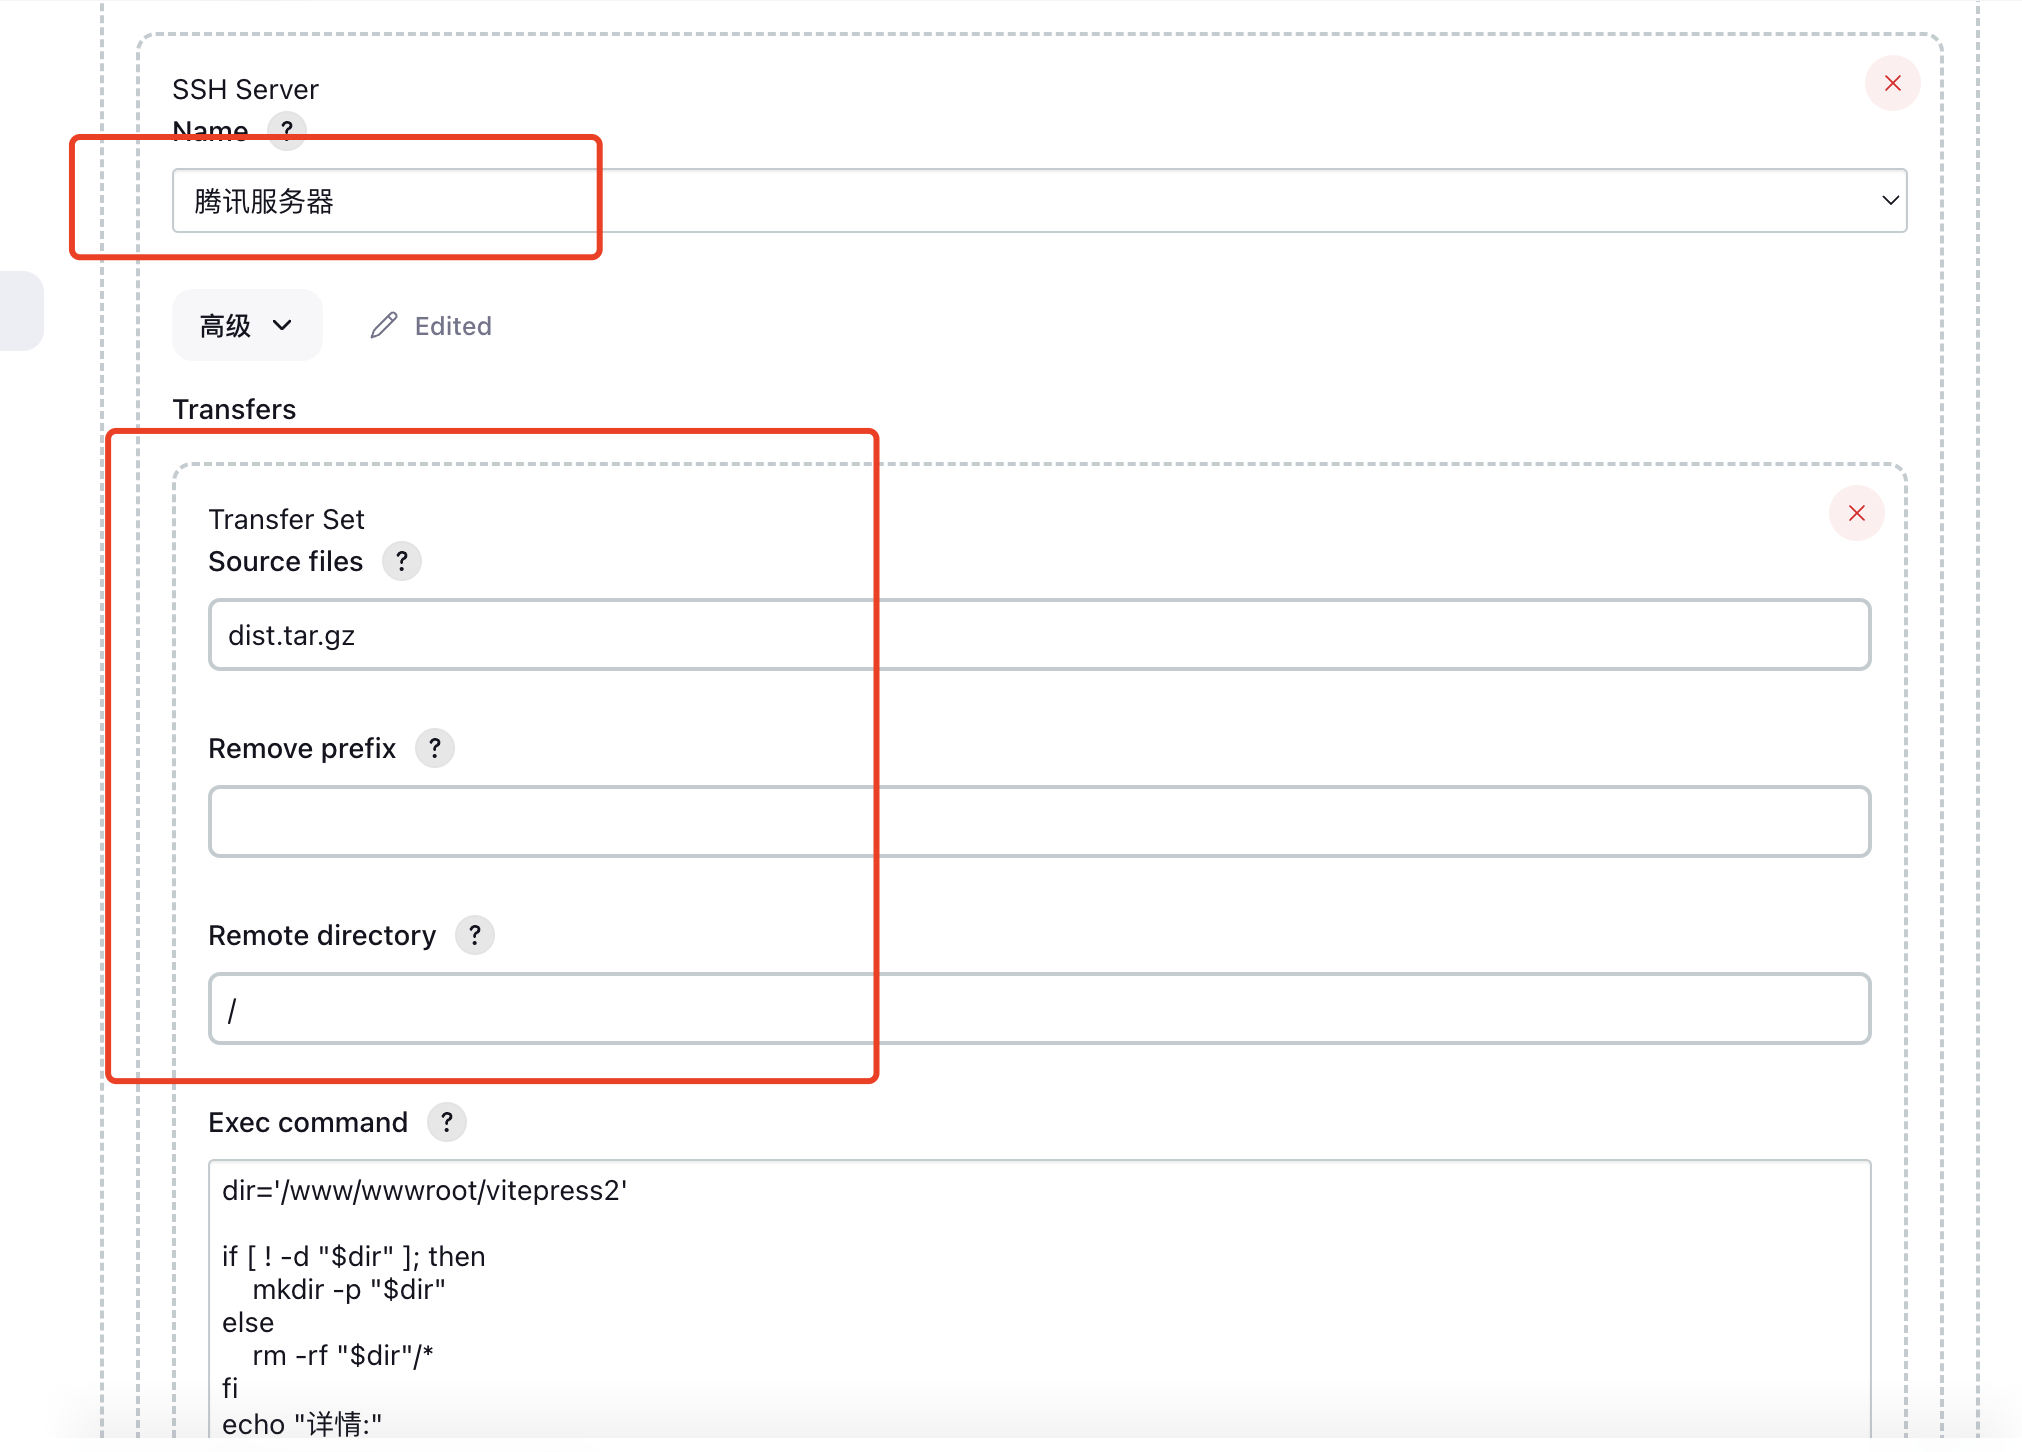 SSH Server
Name ?
腾讯服务器
高级
Edited
Transfers
Transfer Set
Source files ?
dist.tar.gz
Remove prefix ?
Remote directory ?
/
Exec command ?
dir='/www/wwwroot/vitepress2'
if [ ! -d "$dir" ]; then
    mkdir -p "$dir"
else
    rm -rf "$dir"/*
fi
echo "详情:"